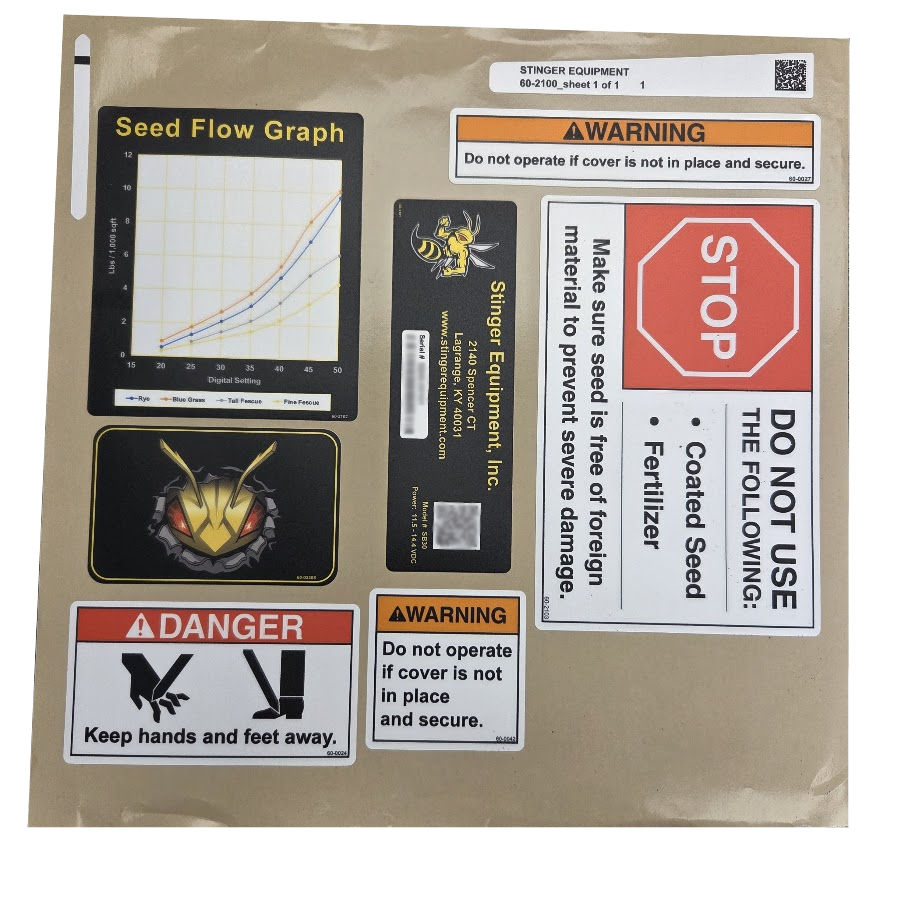 STINGER EQUIPMENT
60-2100_sheet 1 of 1 1
WARNING
Do not operate if cover is not in place and secure.
60-0027
Seed Flow Graph
12
10
8
6
4
2
0
Lbs / 1,000 sqft
15 20 25 30 35 40 45 50
Digital Setting
Rye Blue Grass Tall Fescue Fine Fescue
Stinger Equipment, Inc.
2140 Spencer CT
Lagrange, KY 40031
www.stingerequipment.com
Serial #
Model # SB30
Power: 11.5 - 14.4 VDC
STOP
DO NOT USE
THE FOLLOWING:
• Coated Seed
• Fertilizer
Make sure seed is free of foreign
material to prevent severe damage.
60-2103
DANGER
Keep hands and feet away.
60-0024
WARNING
Do not operate
if cover is not
in place
and secure.
60-0042